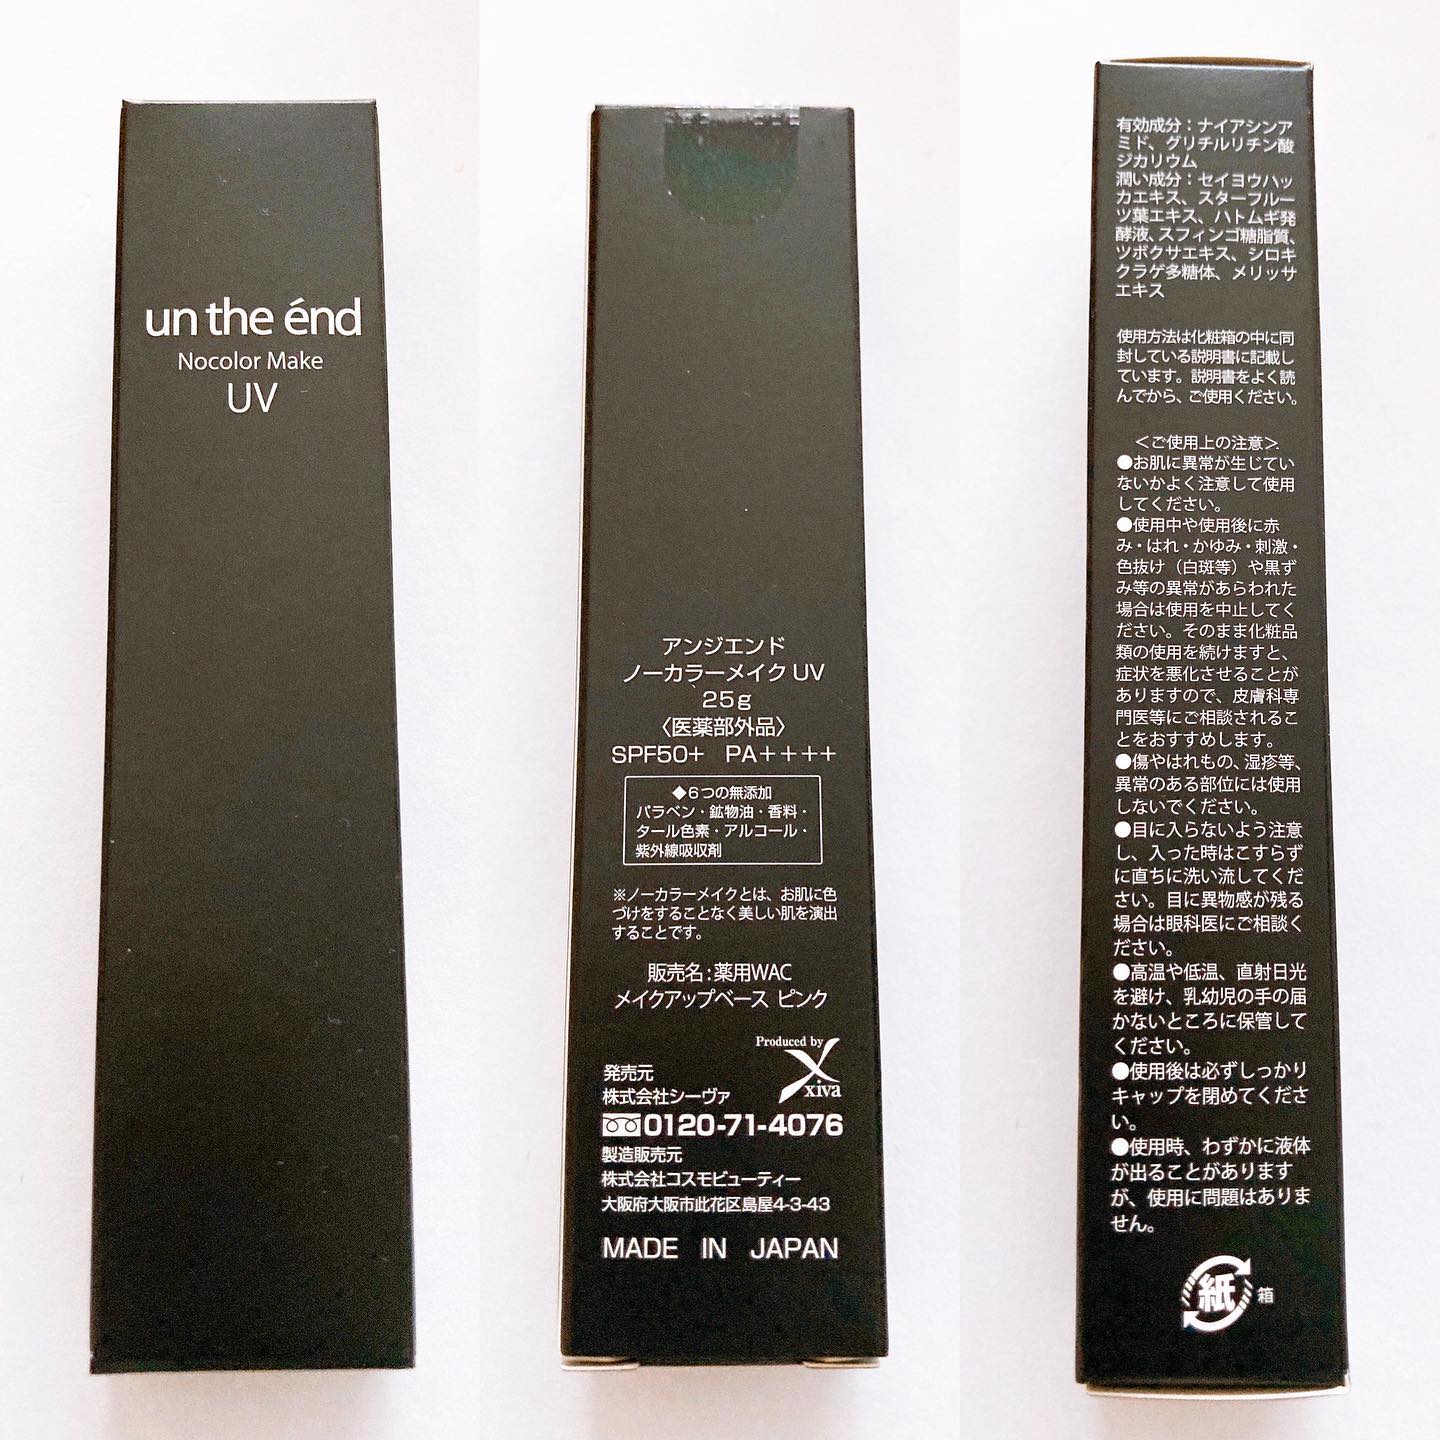 un the énd
Nocolor Make
UV
アンジエンド
ノーカラーメイク UV
25g
〈医薬部外品〉
SPF50+ PA++++
◆6つの無添加
パラベン・鉱物油・香料・
タール色素・アルコール・
紫外線吸収剤
※ノーカラーメイクとは、お肌に色
づけをすることなく美しい肌を演出
することです。
販売名:薬用WAC
メイクアップベース ピンク
Produced by
xiva
発売元
株式会社シーヴァ
0120-71-4076
製造販売元
株式会社コスモビューティー
大阪府大阪市此花区島屋4-3-43
MADE IN JAPAN
有効成分:ナイアシンア
ミド、グリチルリチン酸
ジカリウム
潤い成分:セイヨウハッ
カエキス、スターフルー
ツ葉エキス、ハトムギ発
酵液、スフィンゴ糖脂質、
ツボクサエキス、シロキ
クラゲ多糖体、メリッサ
エキス
使用方法は化粧箱の中に同
封している説明書に記載し
ています。説明書をよく読
んでから、ご使用ください。
<ご使用上の注意>
●お肌に異常が生じてい
ないかよく注意して使用
してください。
●使用中や使用後に赤
み・はれ・かゆみ・刺激・
色抜け(白斑等)や黒ず
み等の異常があらわれた
場合は使用を中止してく
ださい。そのまま化粧品
類の使用を続けますと、
症状を悪化させることが
ありますので、皮膚科専
門医等にご相談されるこ
とをおすすめします。
●傷やはれもの、湿疹等、
異常のある部位には使用
しないでください。
●目に入らないよう注意
し、入った時はこすらず
に直ちに洗い流してくだ
さい。目に異物感が残る
場合は眼科医にご相談く
ださい。
●高温や低温、直射日光
を避け、乳幼児の手の届
かないところに保管して
ください。
●使用後は必ずしっかり
キャップを閉めてくださ
い。
●使用時、わずかに液体
が出ることがあります
が、使用に問題はありま
せん。
紙 箱